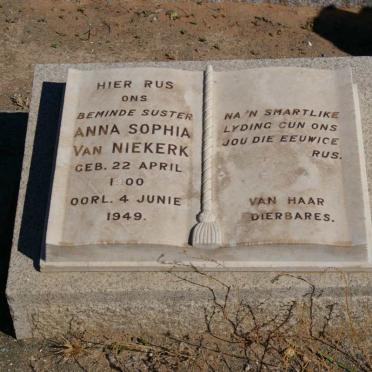 HIER RUS
ONS
BEMINDE SUSTER
ANNA SOPHIA
VAN NIEKERK
GEB. 22 APRIL
1900
OORL. 4 JUNIE
1949.
NA 'N SMARTLIKE
LYDING GUN ONS
JOU DIE EEUWICE
RUS.
VAN HAAR
DIERBARES.